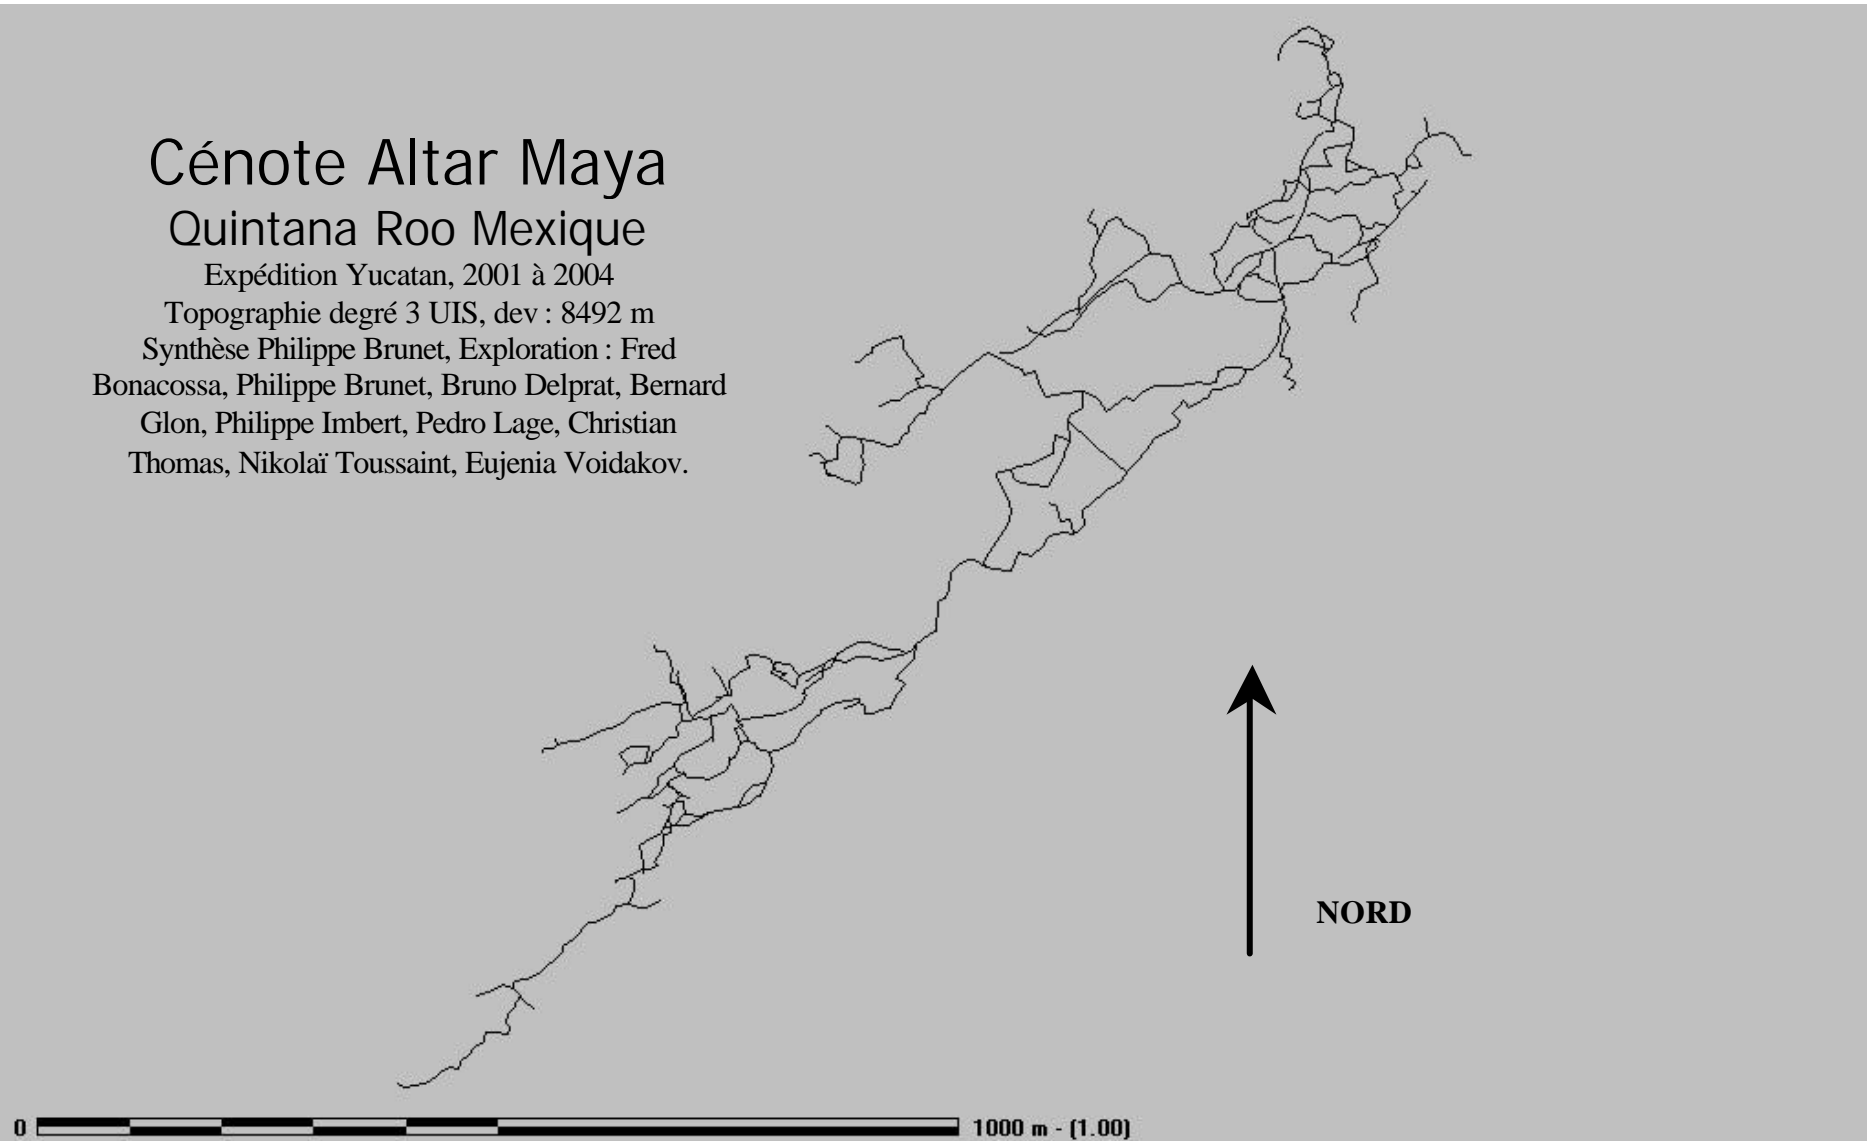 Cénote Altar Maya
Quintana Roo Mexique
Expédition Yucatan, 2001 à 2004
Topographie degré 3 UIS, dev : 8492 m
Synthèse Philippe Brunet, Exploration : Fred
Bonacossa, Philippe Brunet, Bruno Delprat, Bernard
Glon, Philippe Imbert, Pedro Lage, Christian
Thomas, Nikolaï Toussaint, Eujenia Voidakov.
NORD
0 1000 m - (1.00)